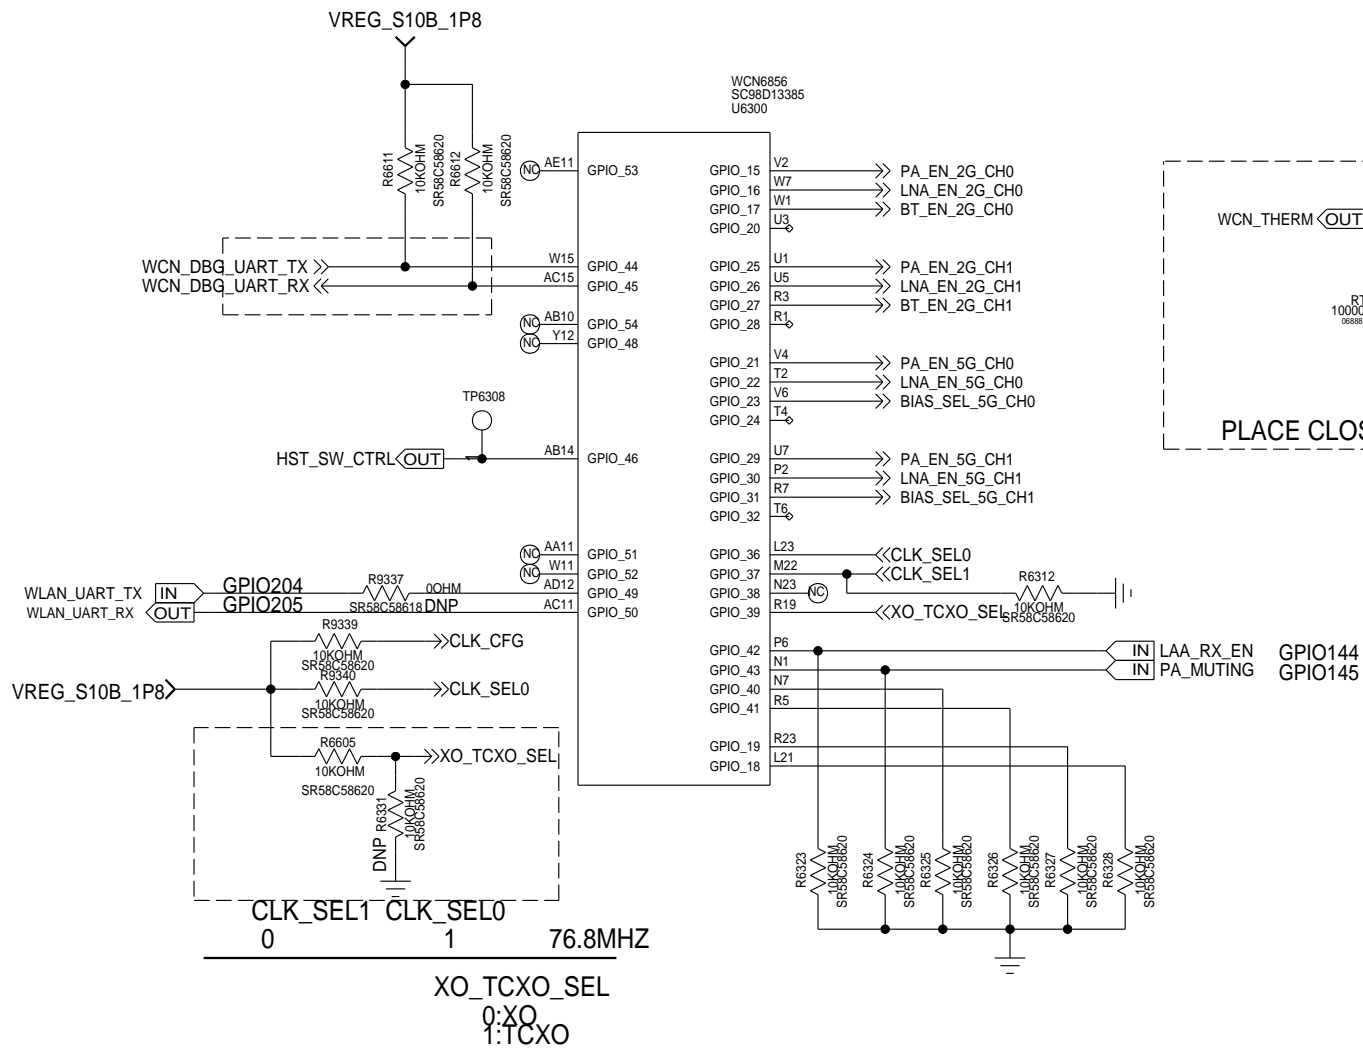 VREG_S10B_1P8
WCN6856
SC98D13385
U6300
R6611
10KOHM
SR58C58620
R6612
10KOHM
SR58C58620
NC AE11 GPIO_53
WCN_DBG_UART_TX W15 GPIO_44
WCN_DBG_UART_RX AC15 GPIO_45
NC AB10 GPIO_54
NC Y12 GPIO_48
TP6308
HST_SW_CTRL OUT AB14 GPIO_46
NC AA11 GPIO_51
NC W11 GPIO_52
WLAN_UART_TX IN GPIO204 R9337 0OHM AD12 GPIO_49
WLAN_UART_RX OUT GPIO205 SR58C58618 DNP AC11 GPIO_50
R9339
10KOHM
SR58C58620
CLK_CFG
VREG_S10B_1P8
R9340
10KOHM
SR58C58620
CLK_SEL0
R6605
10KOHM
SR58C58620
XO_TCXO_SEL
DNP
R6331
10KOHM
SR58C58620
CLK_SEL1 CLK_SEL0
0 1 76.8MHZ
XO_TCXO_SEL
0:XO
1:TCXO
GPIO_15 V2 PA_EN_2G_CH0
GPIO_16 W7 LNA_EN_2G_CH0
GPIO_17 W1 BT_EN_2G_CH0
GPIO_20 U3
GPIO_25 U1 PA_EN_2G_CH1
GPIO_26 U5 LNA_EN_2G_CH1
GPIO_27 R3 BT_EN_2G_CH1
GPIO_28 R1
GPIO_21 V4 PA_EN_5G_CH0
GPIO_22 T2 LNA_EN_5G_CH0
GPIO_23 V6 BIAS_SEL_5G_CH0
GPIO_24 T4
GPIO_29 U7 PA_EN_5G_CH1
GPIO_30 P2 LNA_EN_5G_CH1
GPIO_31 R7 BIAS_SEL_5G_CH1
GPIO_32 T6
GPIO_36 L23 CLK_SEL0
GPIO_37 M22 CLK_SEL1
GPIO_38 N23 NC
GPIO_39 R19 XO_TCXO_SEL
R6312
10KOHM
SR58C58620
GPIO_42 P6 IN LAA_RX_EN GPIO144
GPIO_43 N1 IN PA_MUTING GPIO145
GPIO_40 N7
GPIO_41 R5
GPIO_19 R23
GPIO_18 L21
R6323
10KOHM
SR58C58620
R6324
10KOHM
SR58C58620
R6325
10KOHM
SR58C58620
R6326
10KOHM
SR58C58620
R6327
10KOHM
SR58C58620
R6328
10KOHM
SR58C58620
WCN_THERM OUT
RT
10000
06888
PLACE CLOS